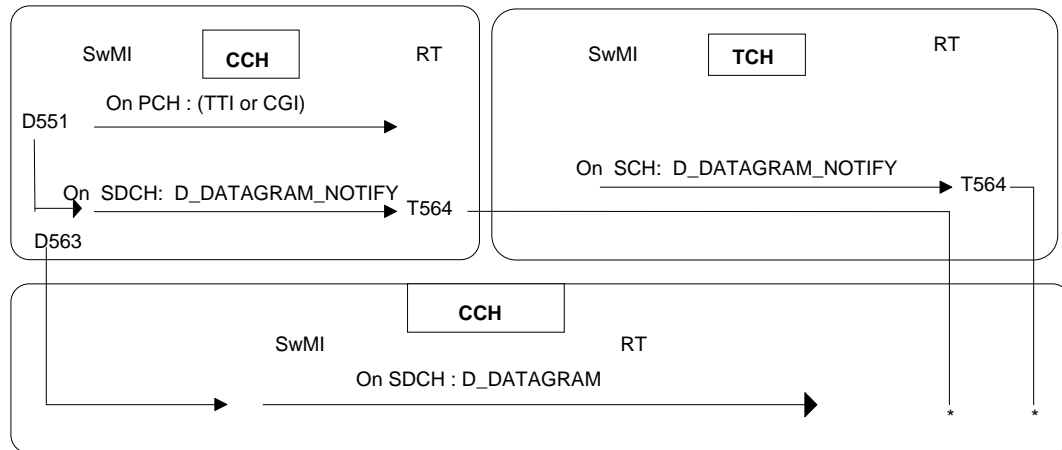 SwMI CCH RT
On PCH : (TTI or CGI)
D551
On SDCH: D_DATAGRAM_NOTIFY T564
D563
SwMI TCH RT
On SCH: D_DATAGRAM_NOTIFY T564
CCH
SwMI RT
On SDCH : D_DATAGRAM
* *